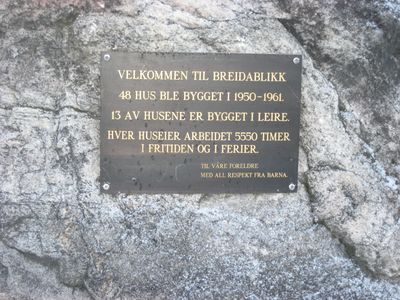 VELKOMMEN TIL BREIDABLIKK
48 HUS BLE BYGGET I 1950-1961.
13 AV HUSENE ER BYGGET I LEIRE.
HVER HUSEIER ARBEIDET 5550 TIMER
I FRITIDEN OG I FERIER.
TIL VÅRE FORELDRE
MED ALL RESPEKT FRA BARNA.